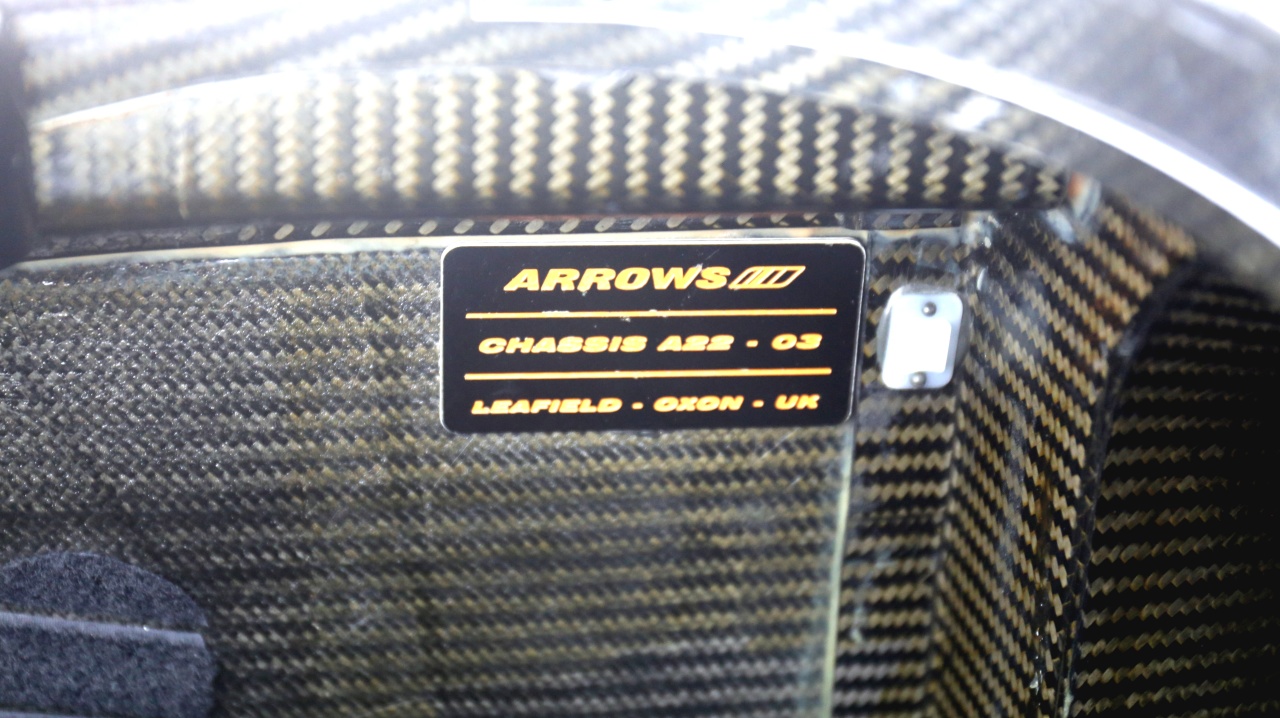 ARROWS
CHASSIS A22 - 03
LEAFIELD - OXON - UK